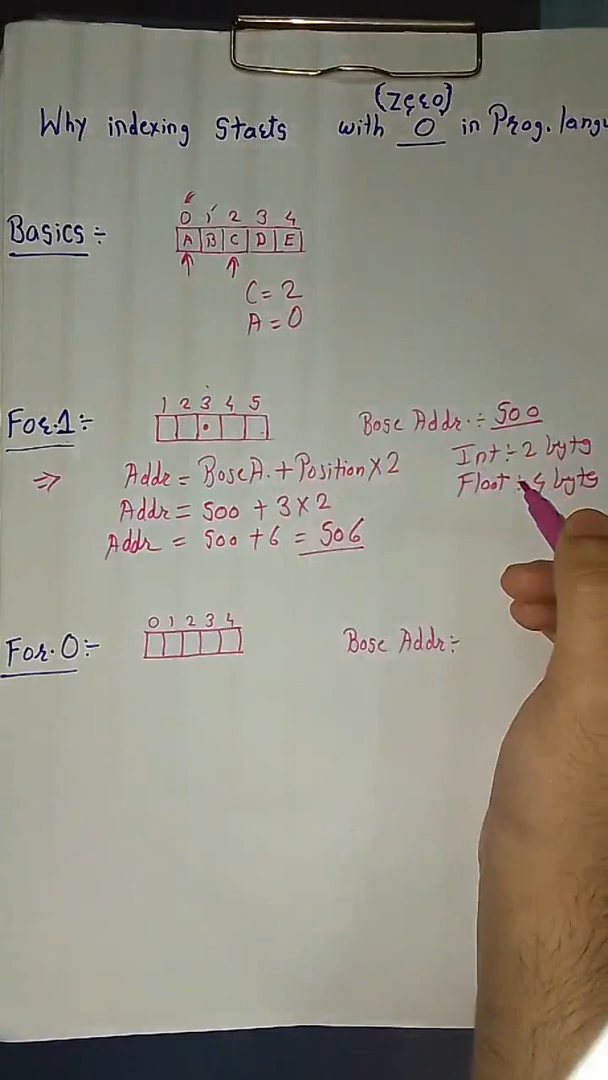 Why indexing Starts with 0 in Prog. langu
(zero)
Basics :-
0 1 2 3 4
A B C D E
C = 2
A = 0
For.1 :-
1 2 3 4 5
Base Addr. :- 500
Int :- 2 byts
Float :- 4 byts
⇒ Addr = BaseA. + Position × 2
Addr = 500 + 3 × 2
Addr = 500 + 6 = 506
For.0 :-
0 1 2 3 4
Base Addr :-